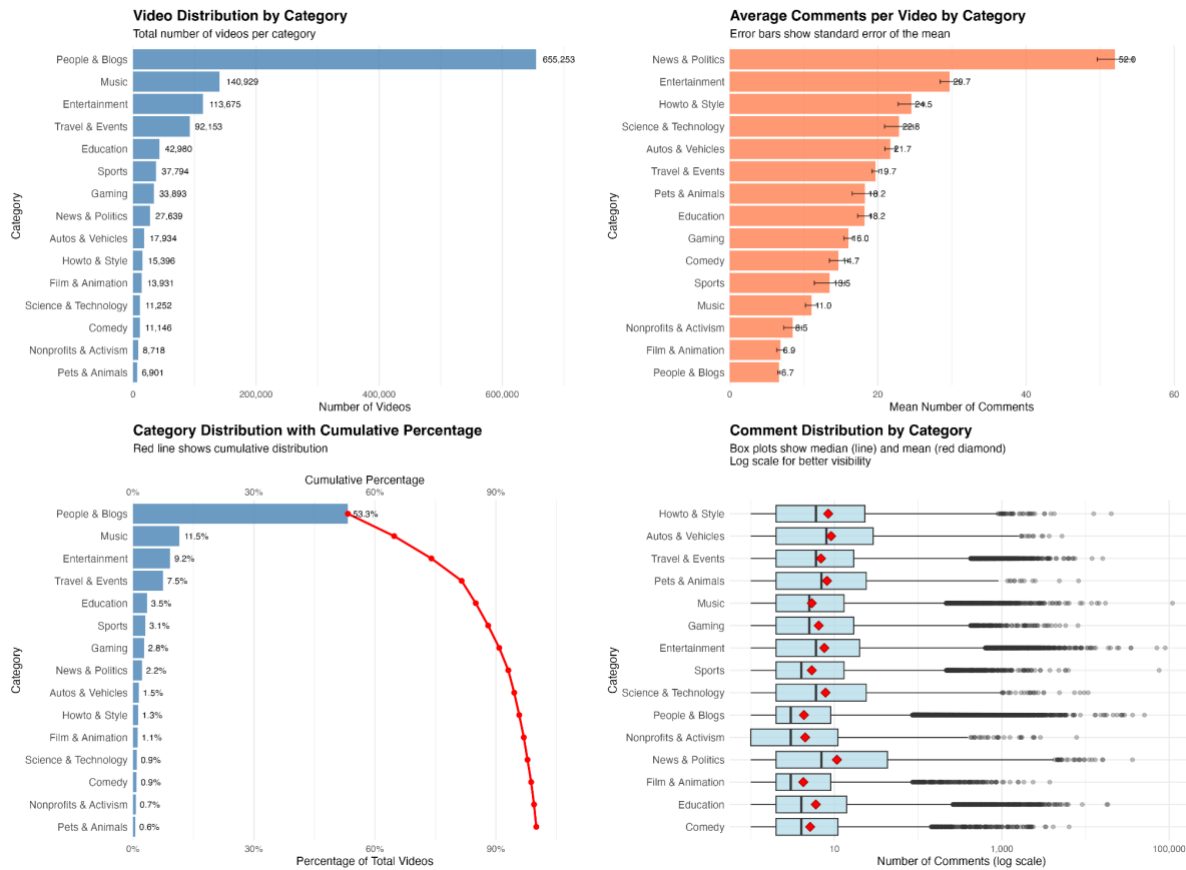 Video Distribution by Category
Total number of videos per category
Category
People & Blogs 655,253
Music 140,929
Entertainment 113,675
Travel & Events 92,153
Education 42,980
Sports 37,794
Gaming 33,893
News & Politics 27,639
Autos & Vehicles 17,934
Howto & Style 15,396
Film & Animation 13,931
Science & Technology 11,252
Comedy 11,146
Nonprofits & Activism 8,718
Pets & Animals 6,901
0 200,000 400,000 600,000
Number of Videos
Average Comments per Video by Category
Error bars show standard error of the mean
Category
News & Politics 52.0
Entertainment 29.7
Howto & Style 24.5
Science & Technology 22.8
Autos & Vehicles 21.7
Travel & Events 19.7
Pets & Animals 18.2
Education 18.2
Gaming 16.0
Comedy 14.7
Sports 13.5
Music 11.0
Nonprofits & Activism 8.5
Film & Animation 6.9
People & Blogs 6.7
0 20 40 60
Mean Number of Comments
Category Distribution with Cumulative Percentage
Red line shows cumulative distribution
Cumulative Percentage
0% 30% 60% 90%
Category
People & Blogs 53.3%
Music 11.5%
Entertainment 9.2%
Travel & Events 7.5%
Education 3.5%
Sports 3.1%
Gaming 2.8%
News & Politics 2.2%
Autos & Vehicles 1.5%
Howto & Style 1.3%
Film & Animation 1.1%
Science & Technology 0.9%
Comedy 0.9%
Nonprofits & Activism 0.7%
Pets & Animals 0.6%
0% 30% 60% 90%
Percentage of Total Videos
Comment Distribution by Category
Box plots show median (line) and mean (red diamond)
Log scale for better visibility
Category
Howto & Style
Autos & Vehicles
Travel & Events
Pets & Animals
Music
Gaming
Entertainment
Sports
Science & Technology
People & Blogs
Nonprofits & Activism
News & Politics
Film & Animation
Education
Comedy
10 1,000 100,000
Number of Comments (log scale)